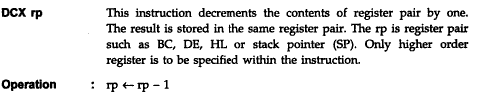 DCX rp This instruction decrements the contents of register pair by one.
The result is stored in the same register pair. The rp is register pair
such as BC, DE, HL or stack pointer (SP). Only higher order
register is to be specified within the instruction.
Operation : rp ← rp – 1